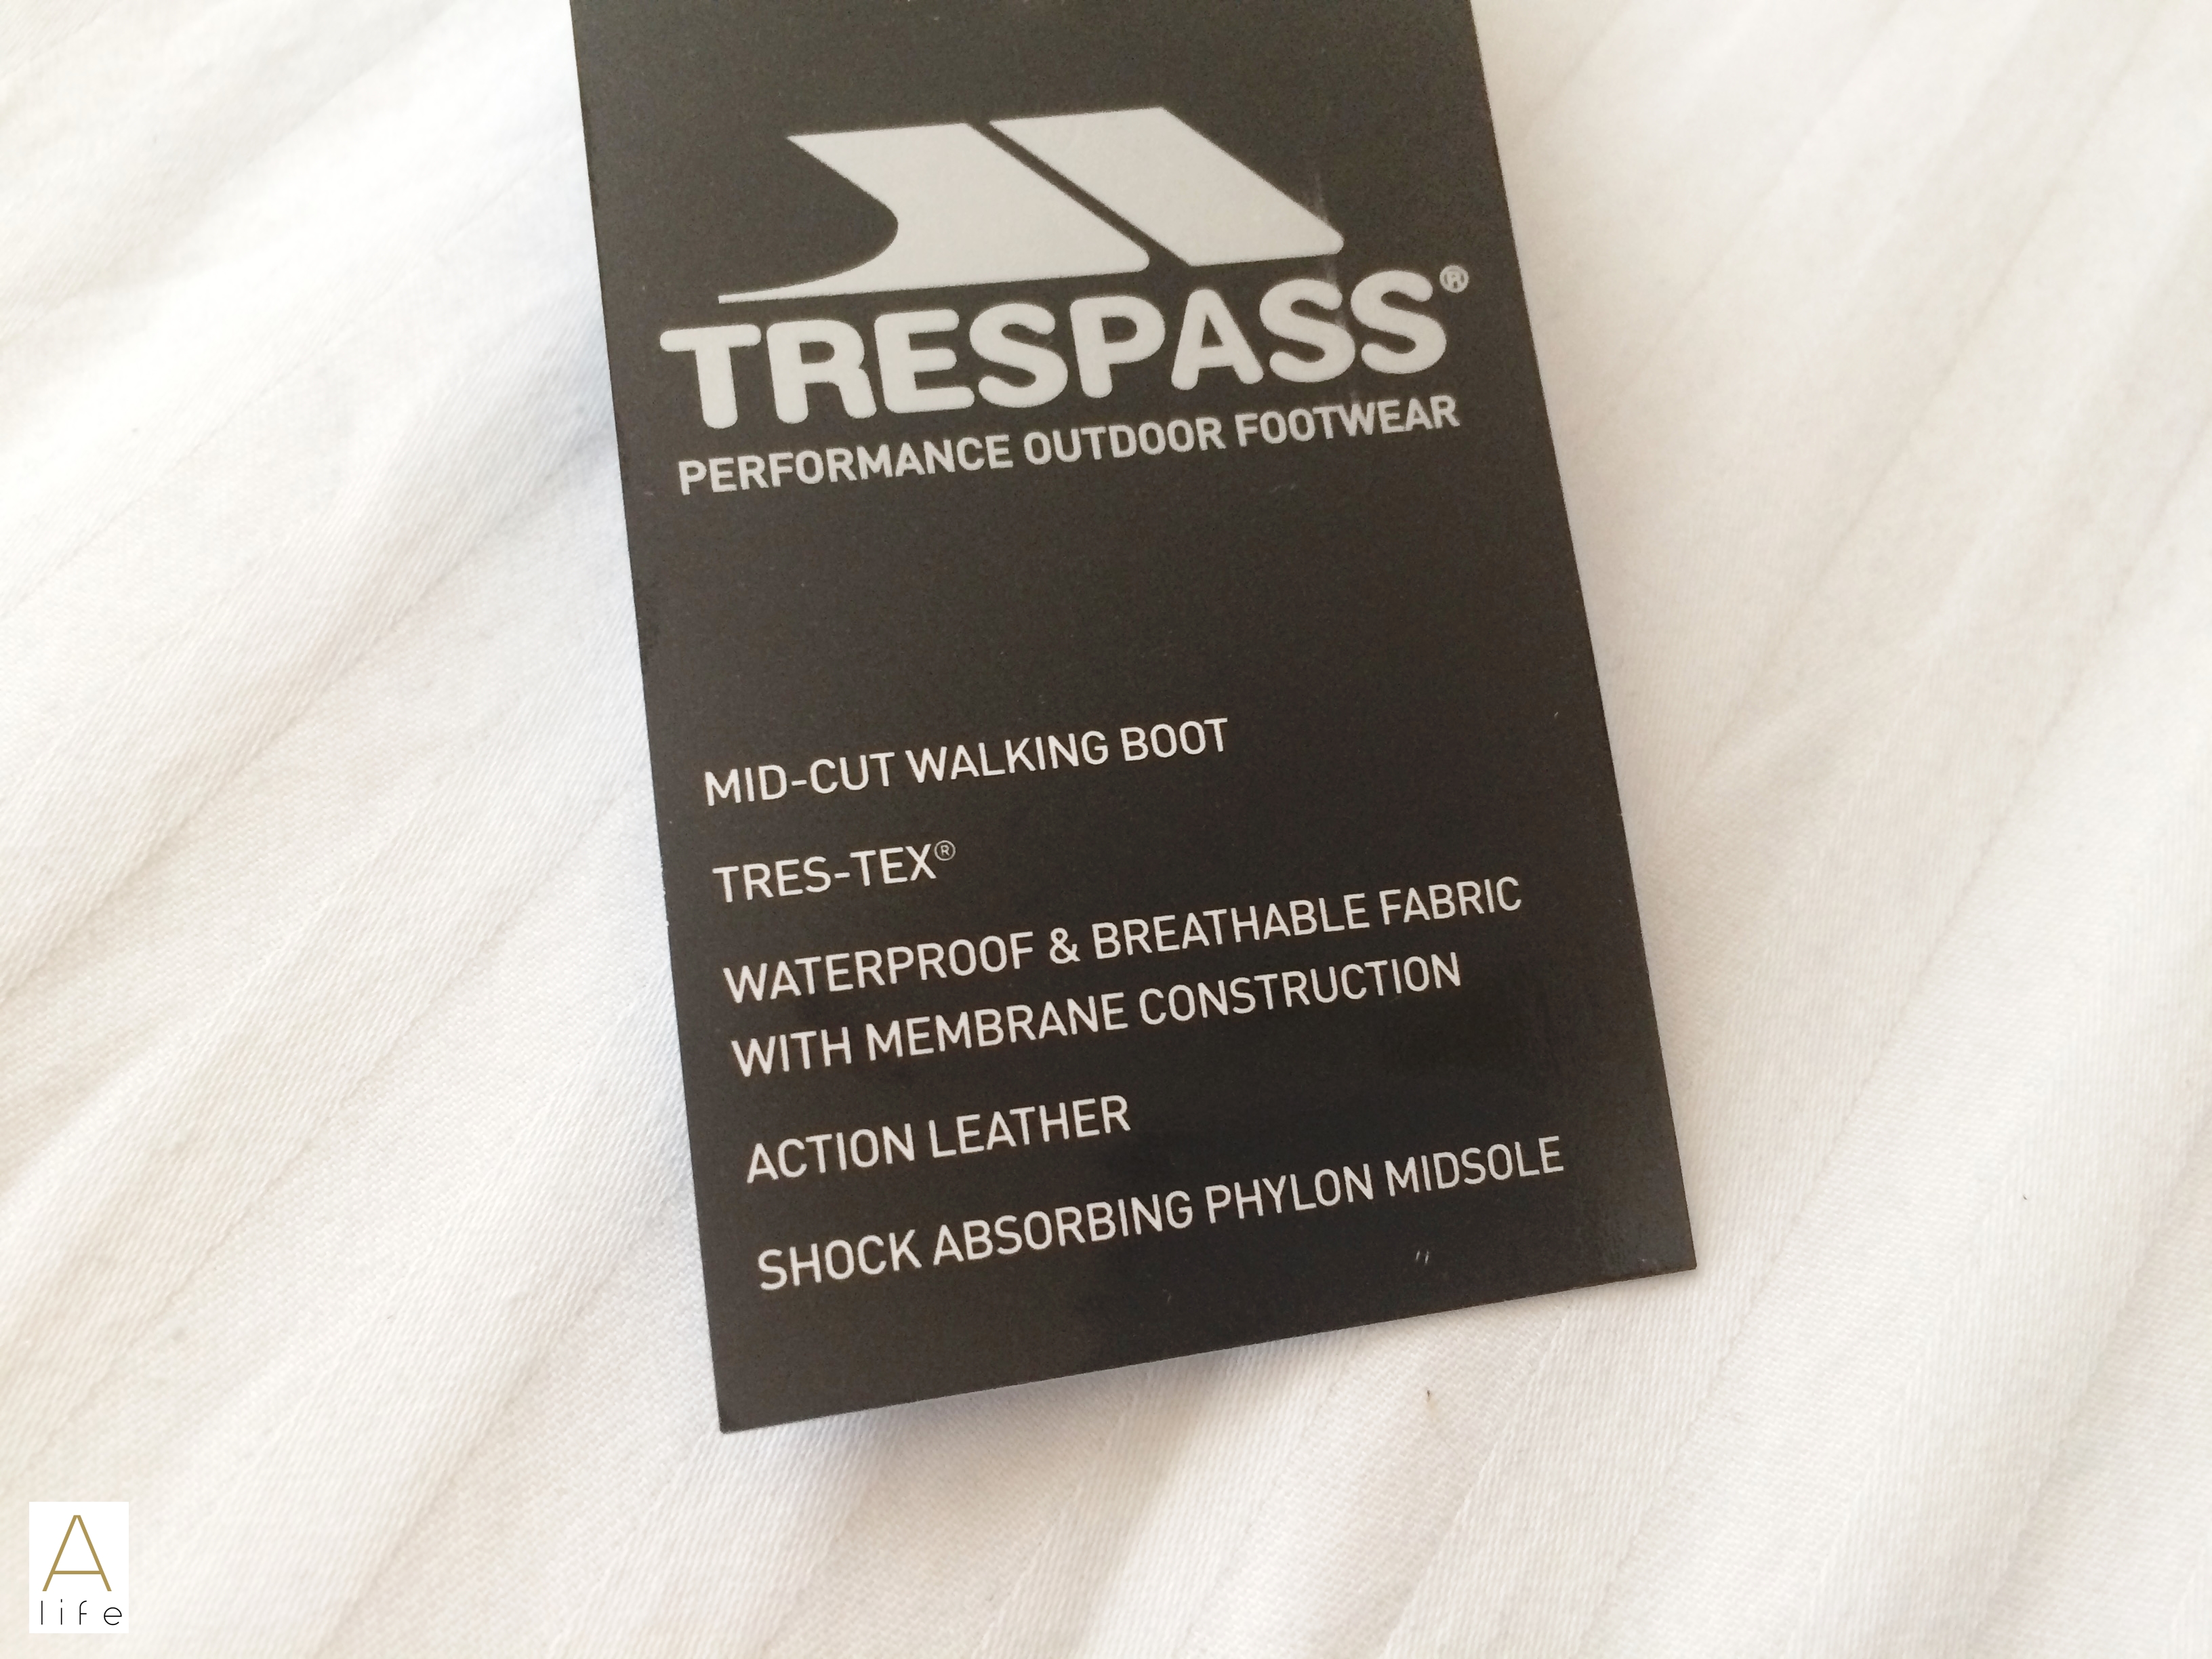 TRESPASS®
PERFORMANCE OUTDOOR FOOTWEAR
MID-CUT WALKING BOOT
TRES-TEX®
WATERPROOF & BREATHABLE FABRIC
WITH MEMBRANE CONSTRUCTION
ACTION LEATHER
SHOCK ABSORBING PHYLON MIDSOLE
A
life